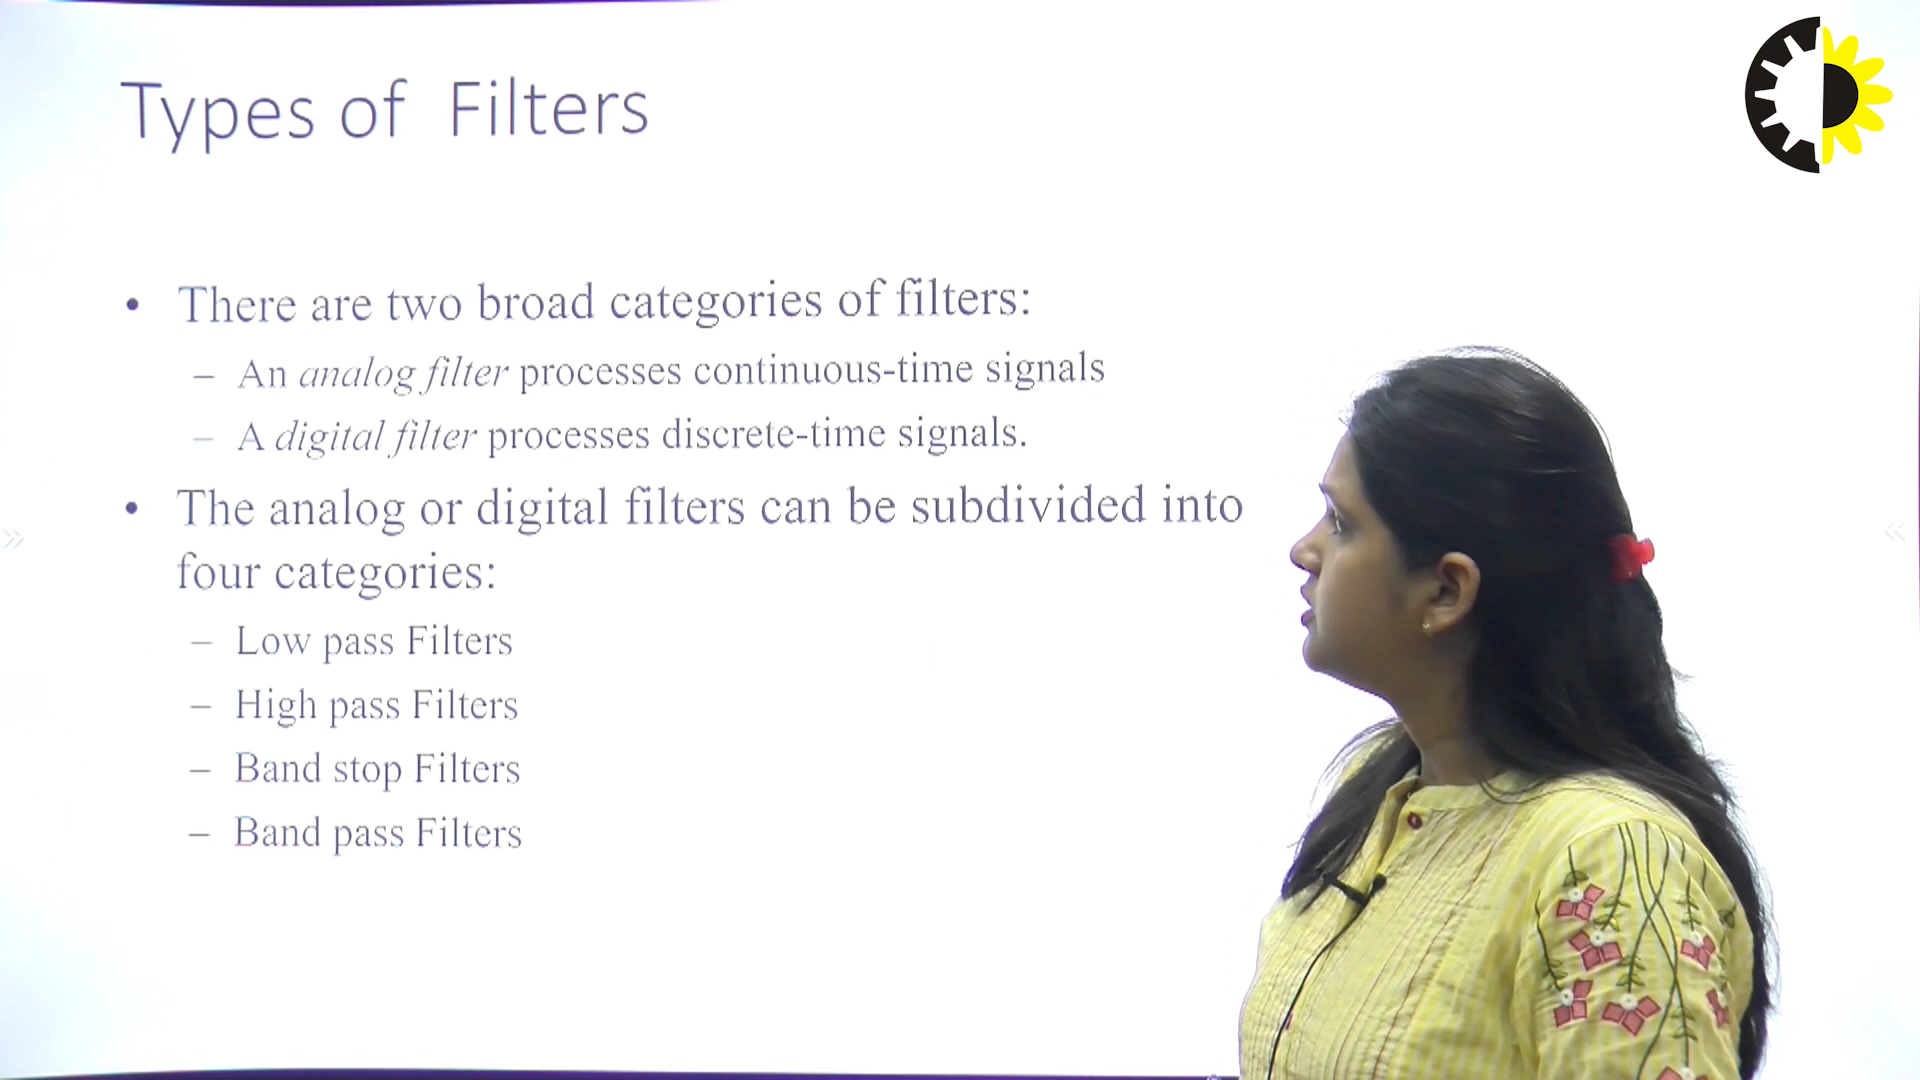 Types of Filters
• There are two broad categories of filters:
– An analog filter processes continuous-time signals
– A digital filter processes discrete-time signals.
• The analog or digital filters can be subdivided into
four categories:
– Low pass Filters
– High pass Filters
– Band stop Filters
– Band pass Filters